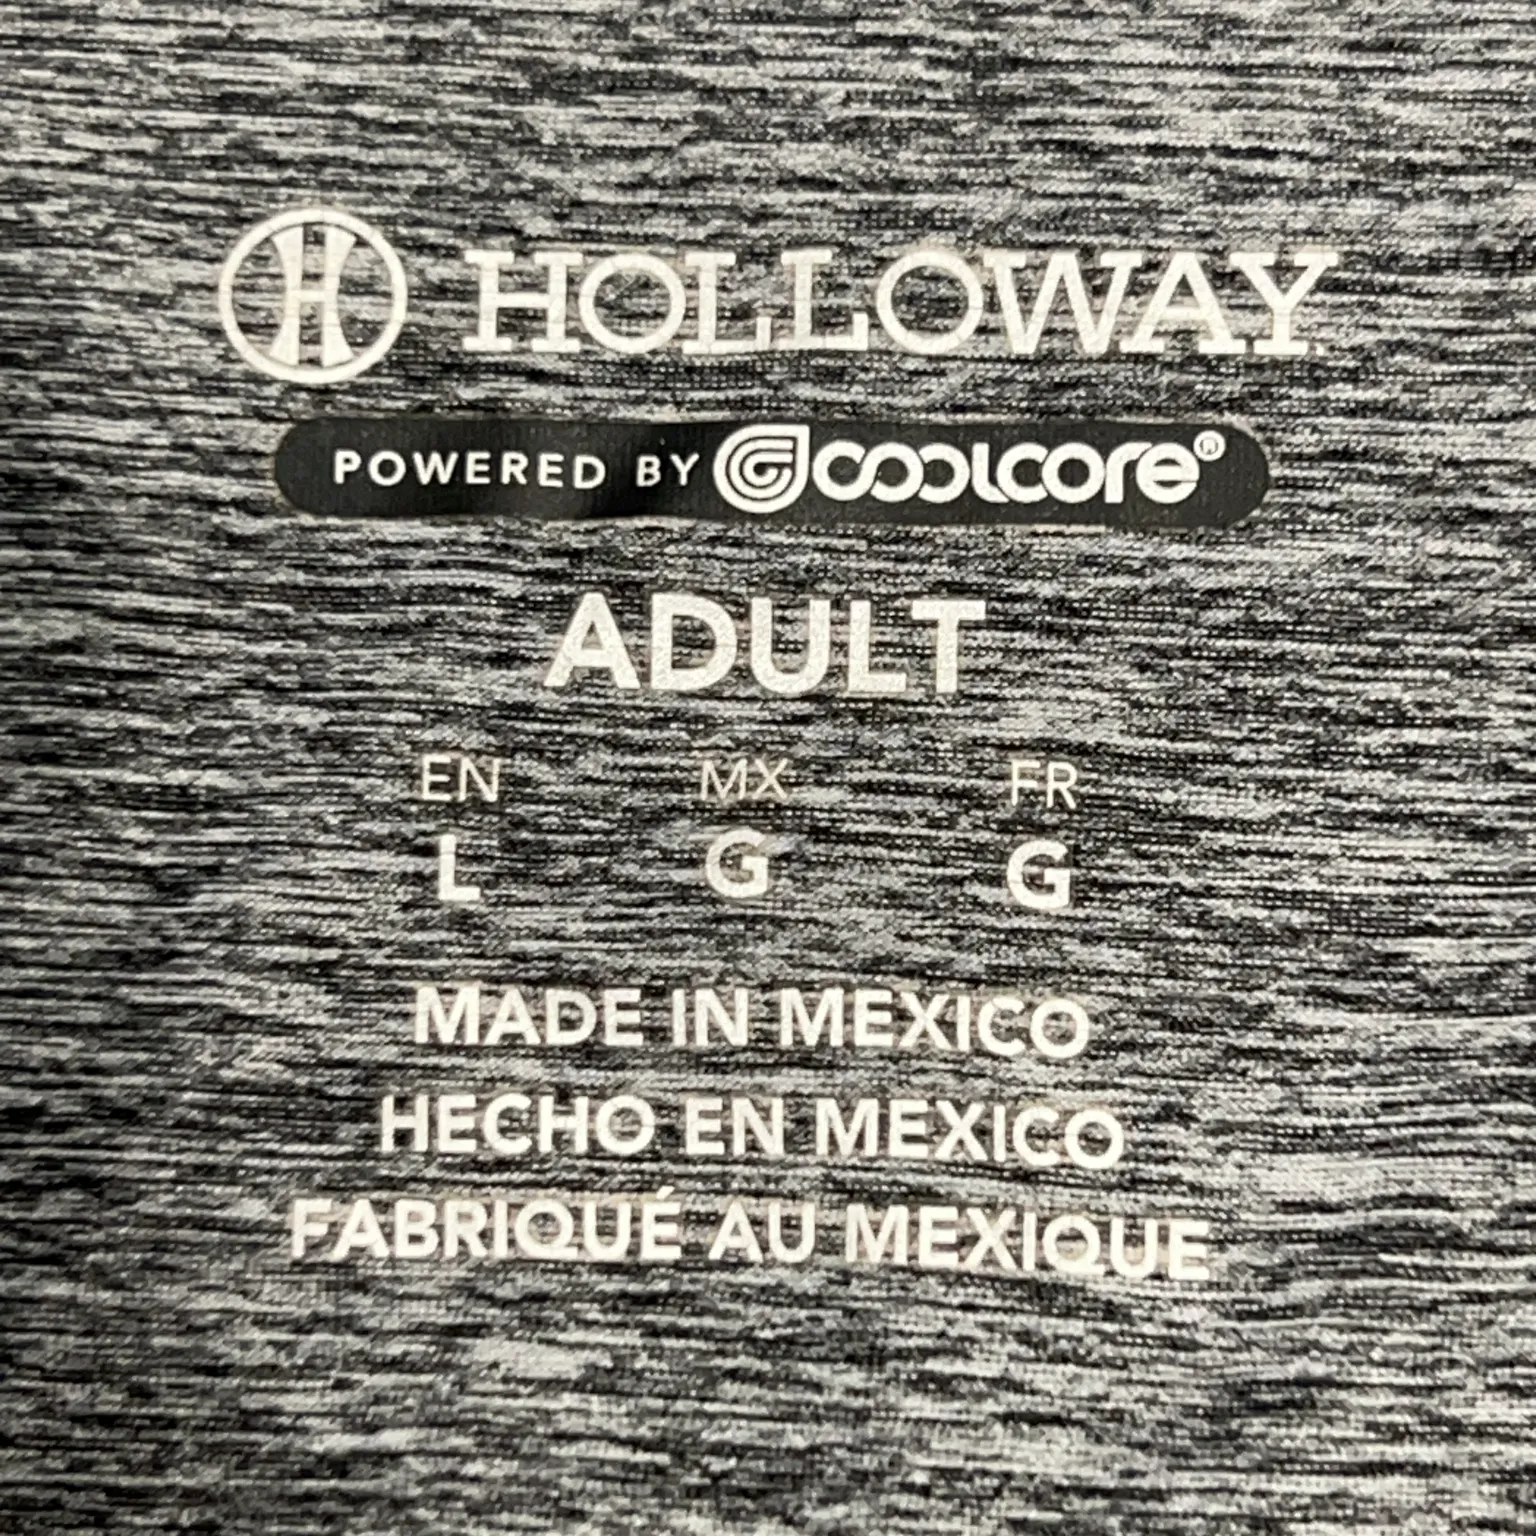 H HOLLOWAY
POWERED BY coolcore®
ADULT
EN MX FR
L G G
MADE IN MEXICO
HECHO EN MEXICO
FABRIQUÉ AU MEXIQUE